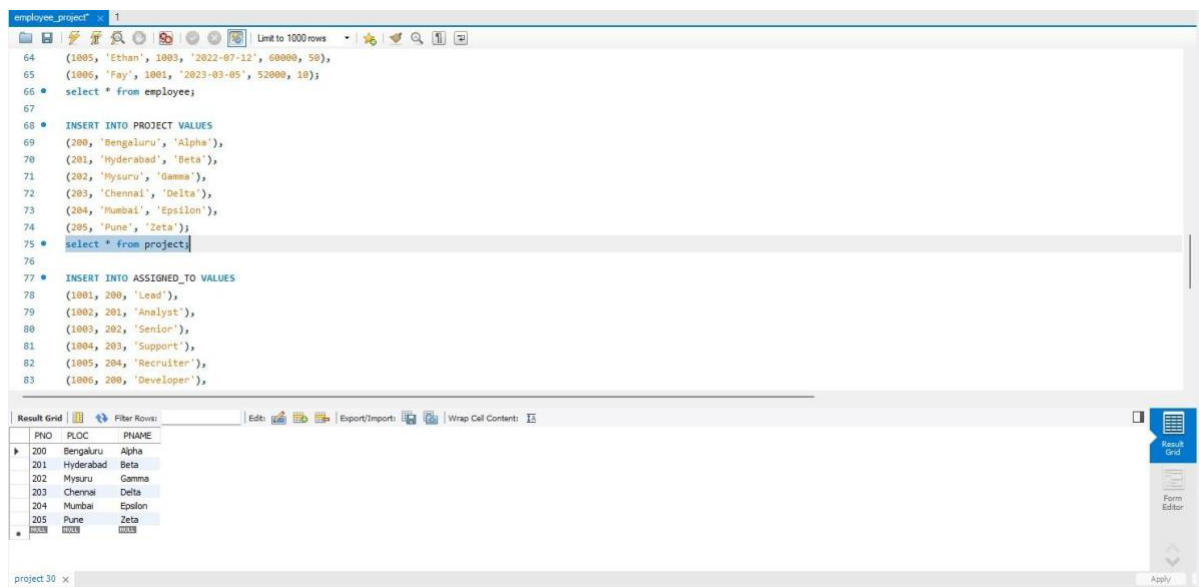 employee_project* × 1
Limit to 1000 rows
64 (1005, 'Ethan', 1003, '2022-07-12', 60000, 50),
65 (1006, 'Fay', 1001, '2023-03-05', 52000, 10);
66 select * from employee;
67
68 INSERT INTO PROJECT VALUES
69 (200, 'Bengaluru', 'Alpha'),
70 (201, 'Hyderabad', 'Beta'),
71 (202, 'Mysuru', 'Gamma'),
72 (203, 'Chennai', 'Delta'),
73 (204, 'Mumbai', 'Epsilon'),
74 (205, 'Pune', 'Zeta');
75 select * from project;
76
77 INSERT INTO ASSIGNED_TO VALUES
78 (1001, 200, 'Lead'),
79 (1002, 201, 'Analyst'),
80 (1003, 202, 'Senior'),
81 (1004, 203, 'Support'),
82 (1005, 204, 'Recruiter'),
83 (1006, 200, 'Developer'),
Result Grid Filter Rows: Edit: Export/Import: Wrap Cell Content:
PNO PLOC PNAME
200 Bengaluru Alpha
201 Hyderabad Beta
202 Mysuru Gamma
203 Chennai Delta
204 Mumbai Epsilon
205 Pune Zeta
NULL NULL NULL
Result
Grid
Form
Editor
project 30 × Apply